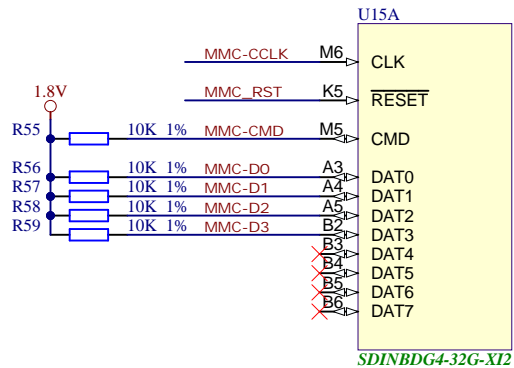 U15A
MMC-CCLK M6 CLK
1.8V
MMC_RST K5 RESET
R55 10K 1% MMC-CMD M5 CMD
R56 10K 1% MMC-D0 A3 DAT0
R57 10K 1% MMC-D1 A4 DAT1
R58 10K 1% MMC-D2 A5 DAT2
R59 10K 1% MMC-D3 B2 DAT3
B3 DAT4
B4 DAT5
B5 DAT6
B6 DAT7
SDINBDG4-32G-XI2